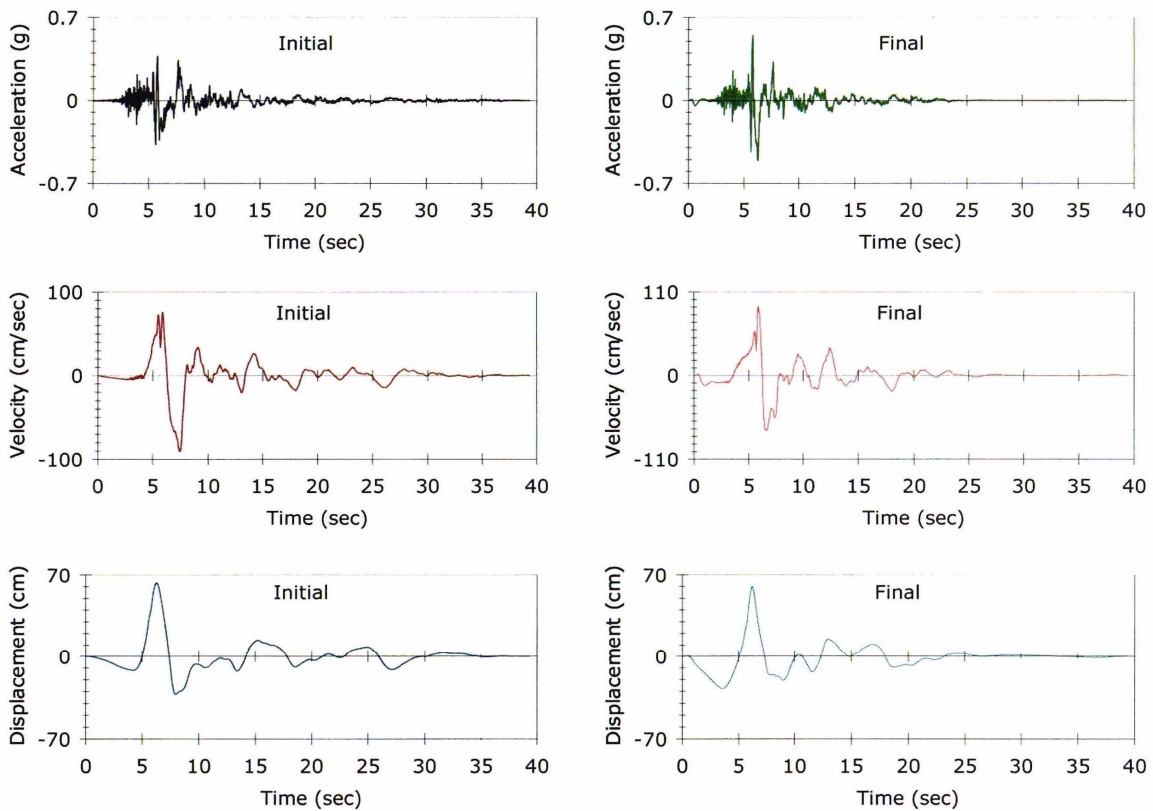 Acceleration (g)
0.7
0
-0.7
Initial
0 5 10 15 20 25 30 35 40
Time (sec)
Acceleration (g)
0.7
0
-0.7
Final
0 5 10 15 20 25 30 35 40
Time (sec)
Velocity (cm/sec)
100
0
-100
Initial
0 5 10 15 20 25 30 35 40
Time (sec)
Velocity (cm/sec)
110
0
-110
Final
0 5 10 15 20 25 30 35 40
Time (sec)
Displacement (cm)
70
0
-70
Initial
0 5 10 15 20 25 30 35 40
Time (sec)
Displacement (cm)
70
0
-70
Final
0 5 10 15 20 25 30 35 40
Time (sec)